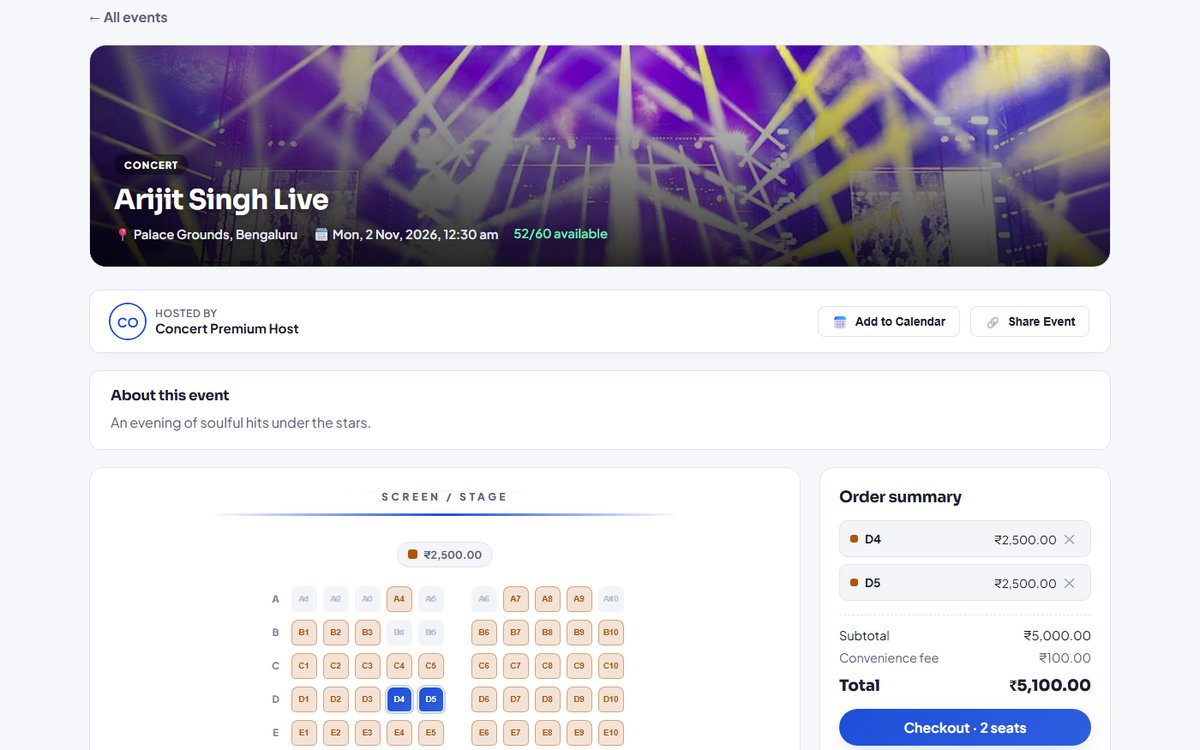 ← All events
CONCERT
Arijit Singh Live
📍 Palace Grounds, Bengaluru 📅 Mon, 2 Nov, 2026, 12:30 am 52/60 available
CO
HOSTED BY
Concert Premium Host
Add to Calendar
Share Event
About this event
An evening of soulful hits under the stars.
SCREEN / STAGE
₹2,500.00
A A1 A2 A3 A4 A5 A6 A7 A8 A9 A10
B B1 B2 B3 B4 B5 B6 B7 B8 B9 B10
C C1 C2 C3 C4 C5 C6 C7 C8 C9 C10
D D1 D2 D3 D4 D5 D6 D7 D8 D9 D10
E E1 E2 E3 E4 E5 E6 E7 E8 E9 E10
Order summary
D4 ₹2,500.00 ×
D5 ₹2,500.00 ×
Subtotal ₹5,000.00
Convenience fee ₹100.00
Total ₹5,100.00
Checkout · 2 seats